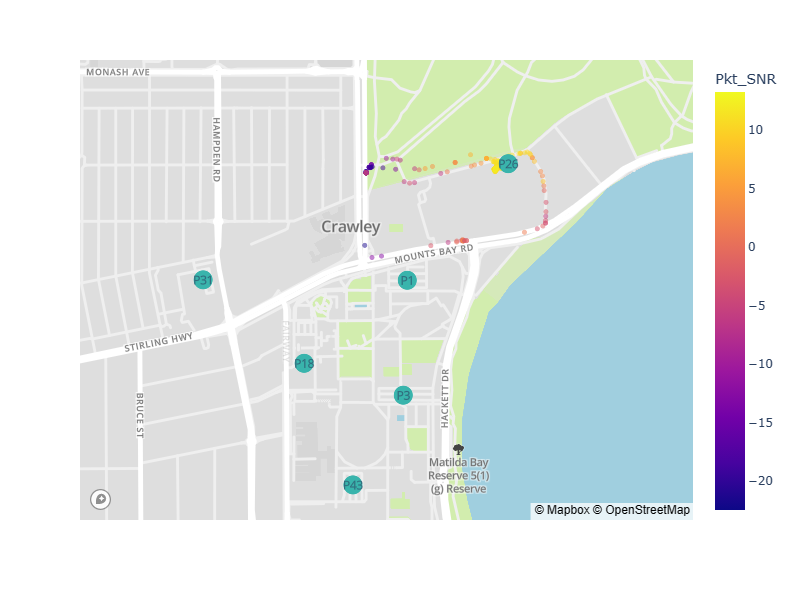 Pkt_SNR
MONASH AVE
HAMPDEN RD
P26
Crawley
MOUNTS BAY RD
P31
P1
STIRLING HWY
FAIRWAY
P18
BRUCE ST
HACKETT DR
P3
Matilda Bay
Reserve 5(1)
(g) Reserve
P43
© Mapbox © OpenStreetMap
10
5
0
−5
−10
−15
−20